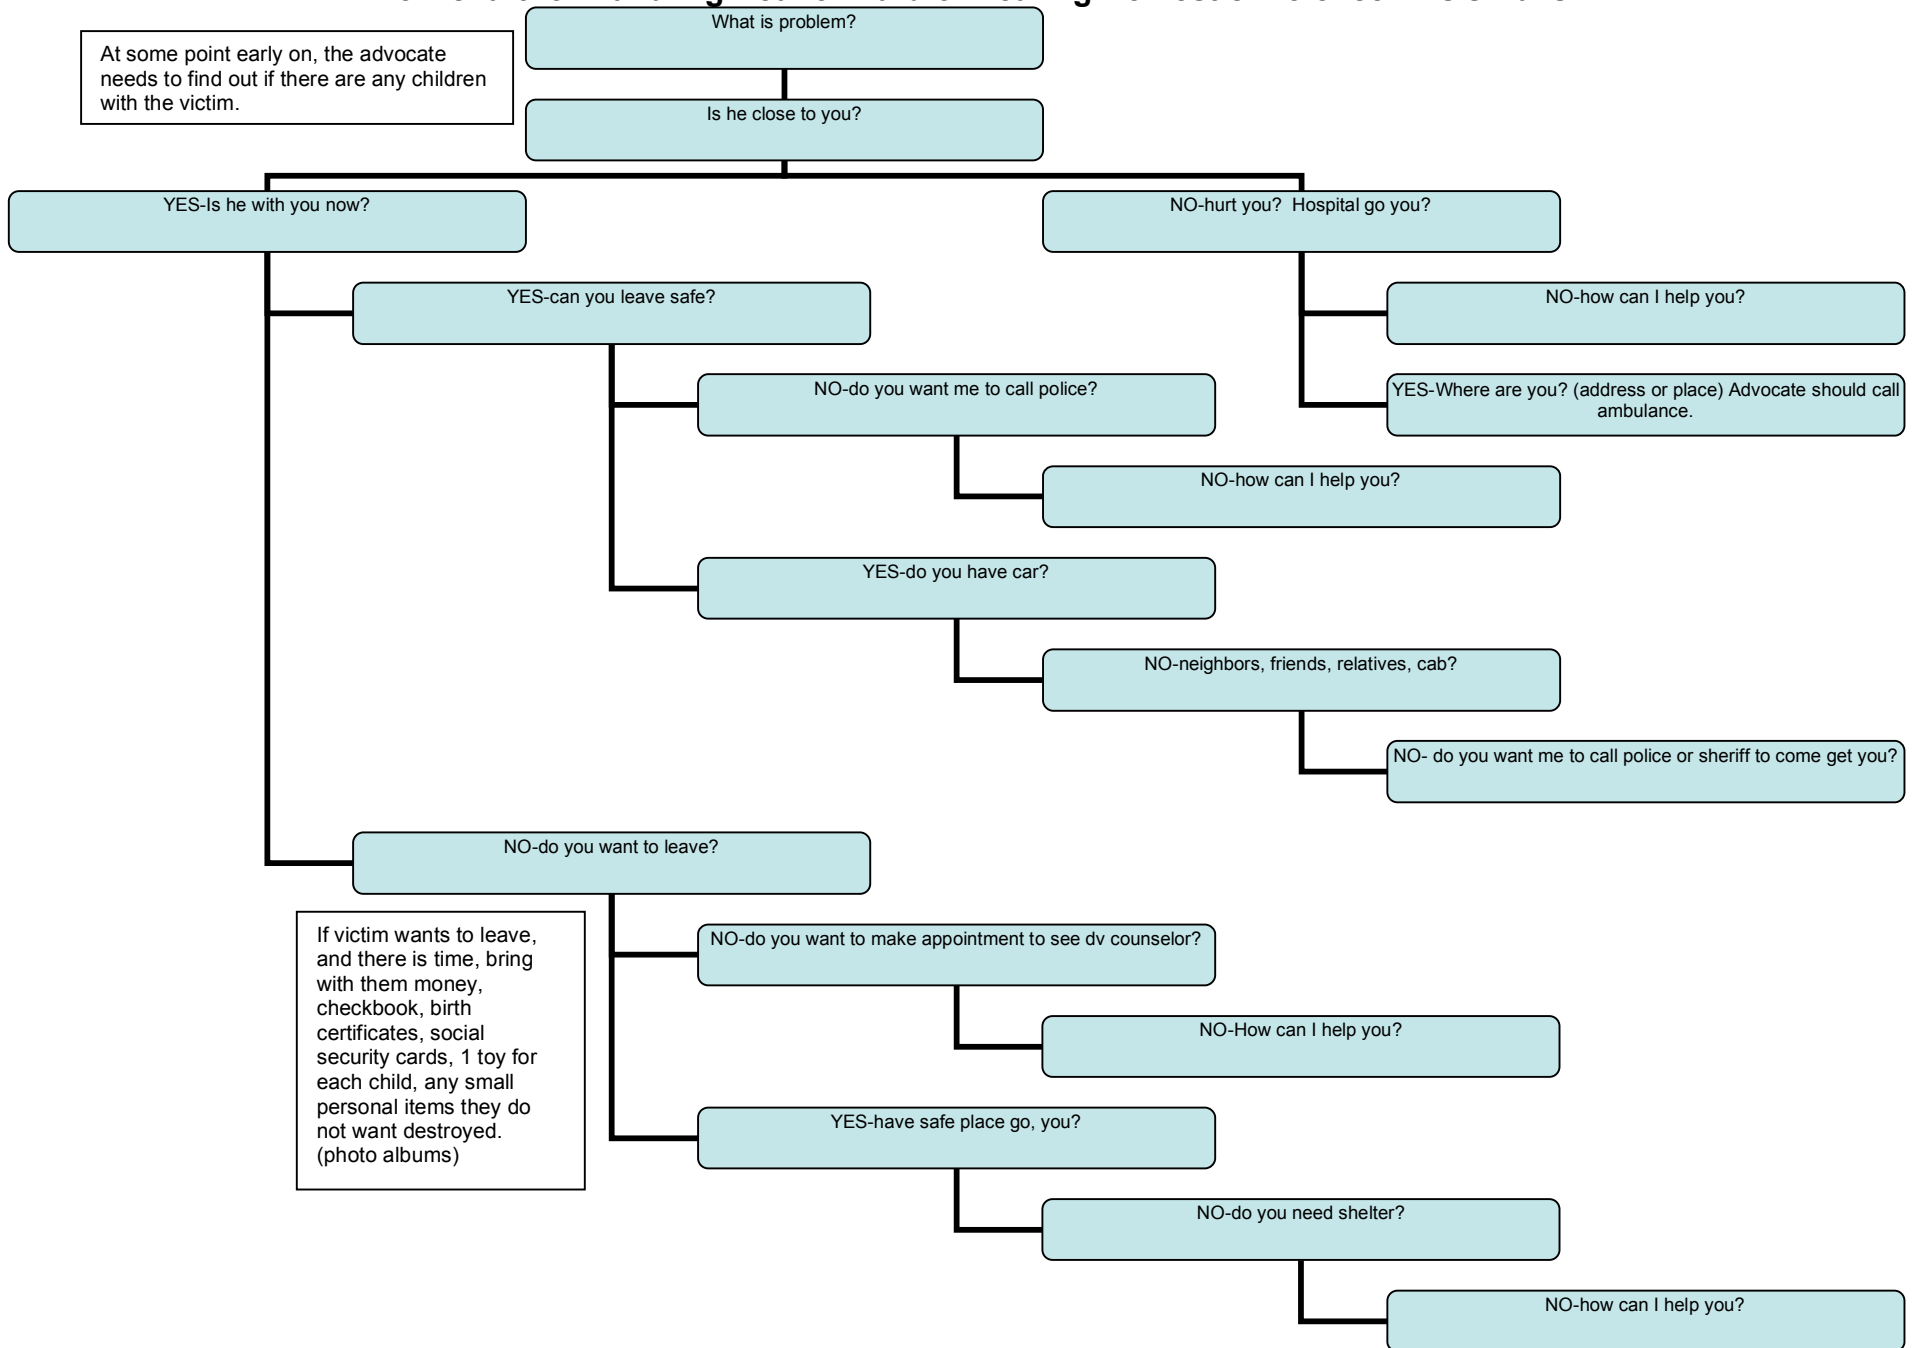 What is problem?
At some point early on, the advocate
needs to find out if there are any children
with the victim.
Is he close to you?
YES-Is he with you now?
NO-hurt you?  Hospital go you?
YES-can you leave safe?
NO-how can I help you?
NO-do you want me to call police?
YES-Where are you? (address or place) Advocate should call
ambulance.
NO-how can I help you?
YES-do you have car?
NO-neighbors, friends, relatives, cab?
NO- do you want me to call police or sheriff to come get you?
NO-do you want to leave?
If victim wants to leave,
and there is time, bring
with them money,
checkbook, birth
certificates, social
security cards, 1 toy for
each child, any small
personal items they do
not want destroyed.
(photo albums)
NO-do you want to make appointment to see dv counselor?
NO-How can I help you?
YES-have safe place go, you?
NO-do you need shelter?
NO-how can I help you?